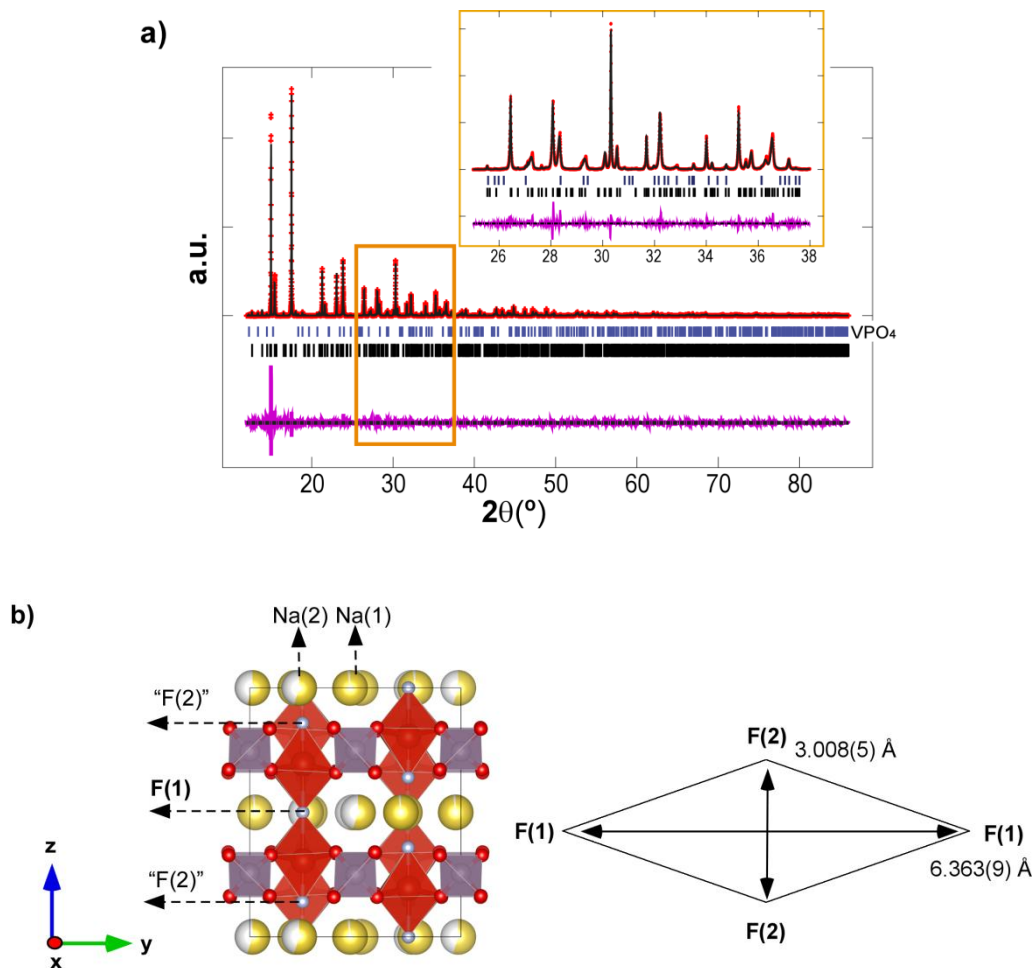 a)
a.u.
26 28 30 32 34 36 38
VPO₄
10 20 30 40 50 60 70 80
2θ(º)
b)
Na(2) Na(1)
“F(2)”
F(1)
“F(2)”
z
y
x
F(2)
3.008(5) Å
F(1) F(1)
6.363(9) Å
F(2)